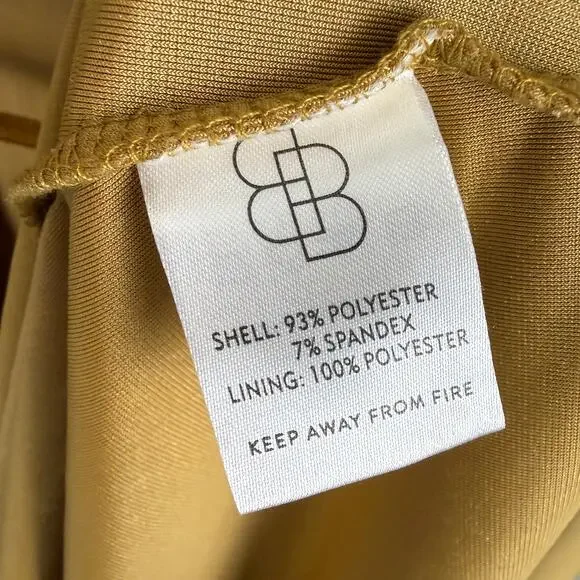 SHELL: 93% POLYESTER
7% SPANDEX
LINING: 100% POLYESTER
KEEP AWAY FROM FIRE